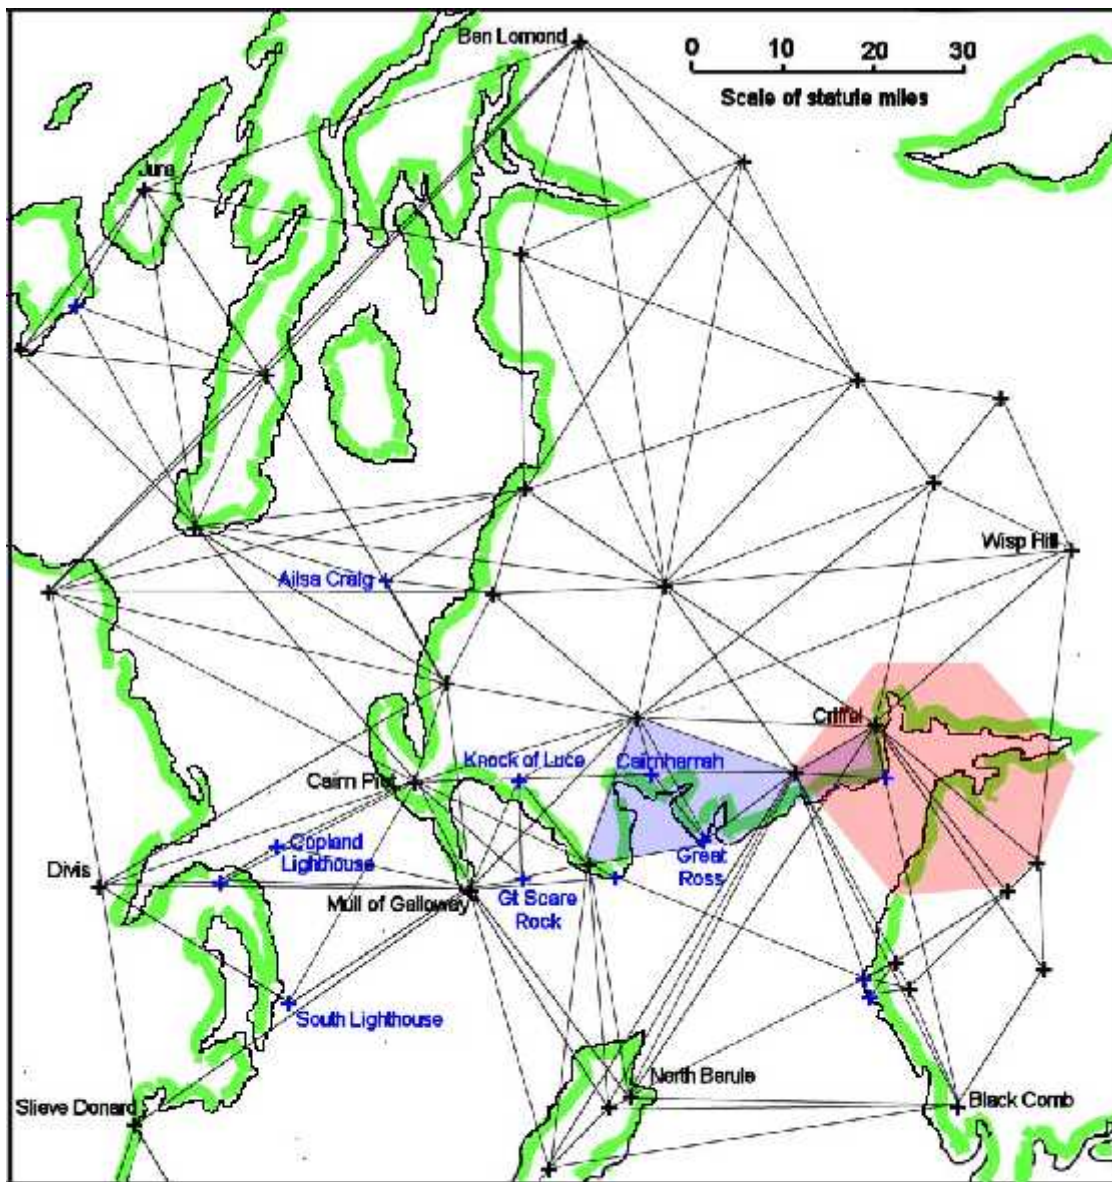 Ben Lomond
0 10 20 30
Scale of statute miles
Jura
Wisp Hill
Ailsa Craig
Criffel
Knock of Luce
Cairnharrah
Cairn Piot
Copland
Lighthouse
Great
Ross
Divis
Mull of Galloway
Gt Scare
Rock
South Lighthouse
North Berule
Slieve Donard
Black Comb